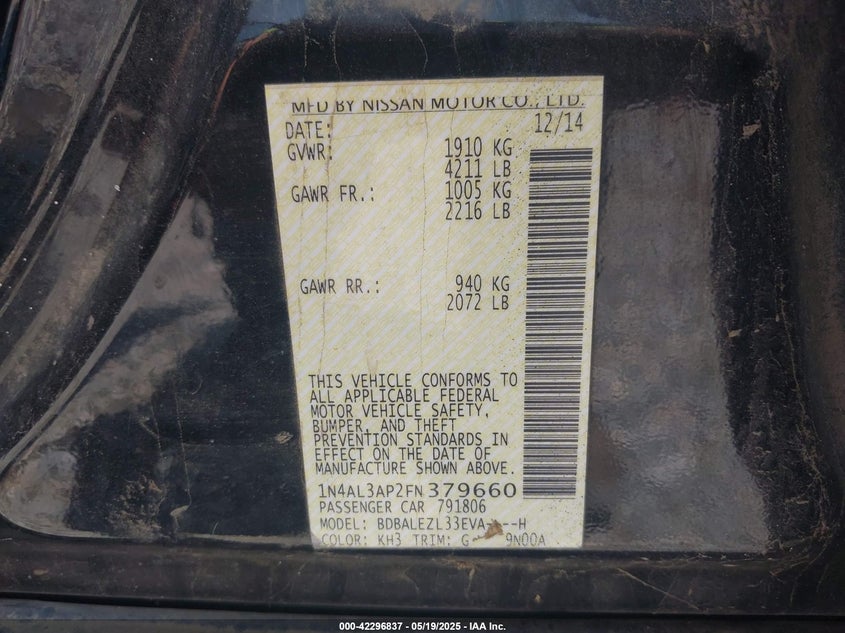 MFD BY NISSAN MOTOR CO., LTD.
DATE: 12/14
GVWR: 1910 KG
4211 LB
GAWR FR.: 1005 KG
2216 LB
GAWR RR.: 940 KG
2072 LB
THIS VEHICLE CONFORMS TO
ALL APPLICABLE FEDERAL
MOTOR VEHICLE SAFETY,
BUMPER, AND THEFT
PREVENTION STANDARDS IN
EFFECT ON THE DATE OF
MANUFACTURE SHOWN ABOVE.
1N4AL3AP2FN379660
PASSENGER CAR 791806
MODEL:
COLOR: KH3 TRIM: 9N00A
000-42296837 - 05/19/2025 - IAA Inc.